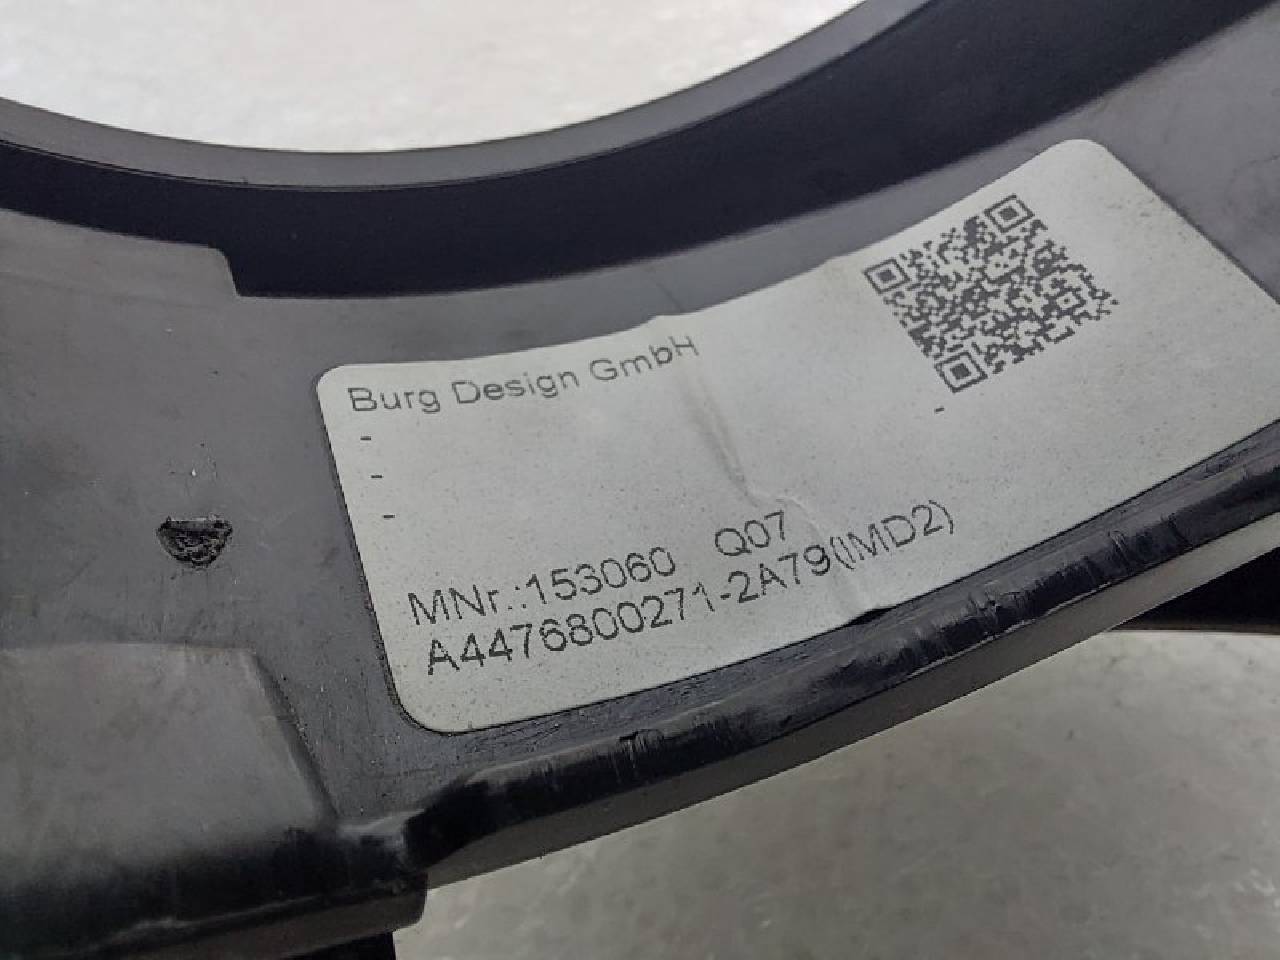 Burg Design GmbH
-
-
-
-
MNr.:153060 Q07
A4476800271-2A79(IMD2)